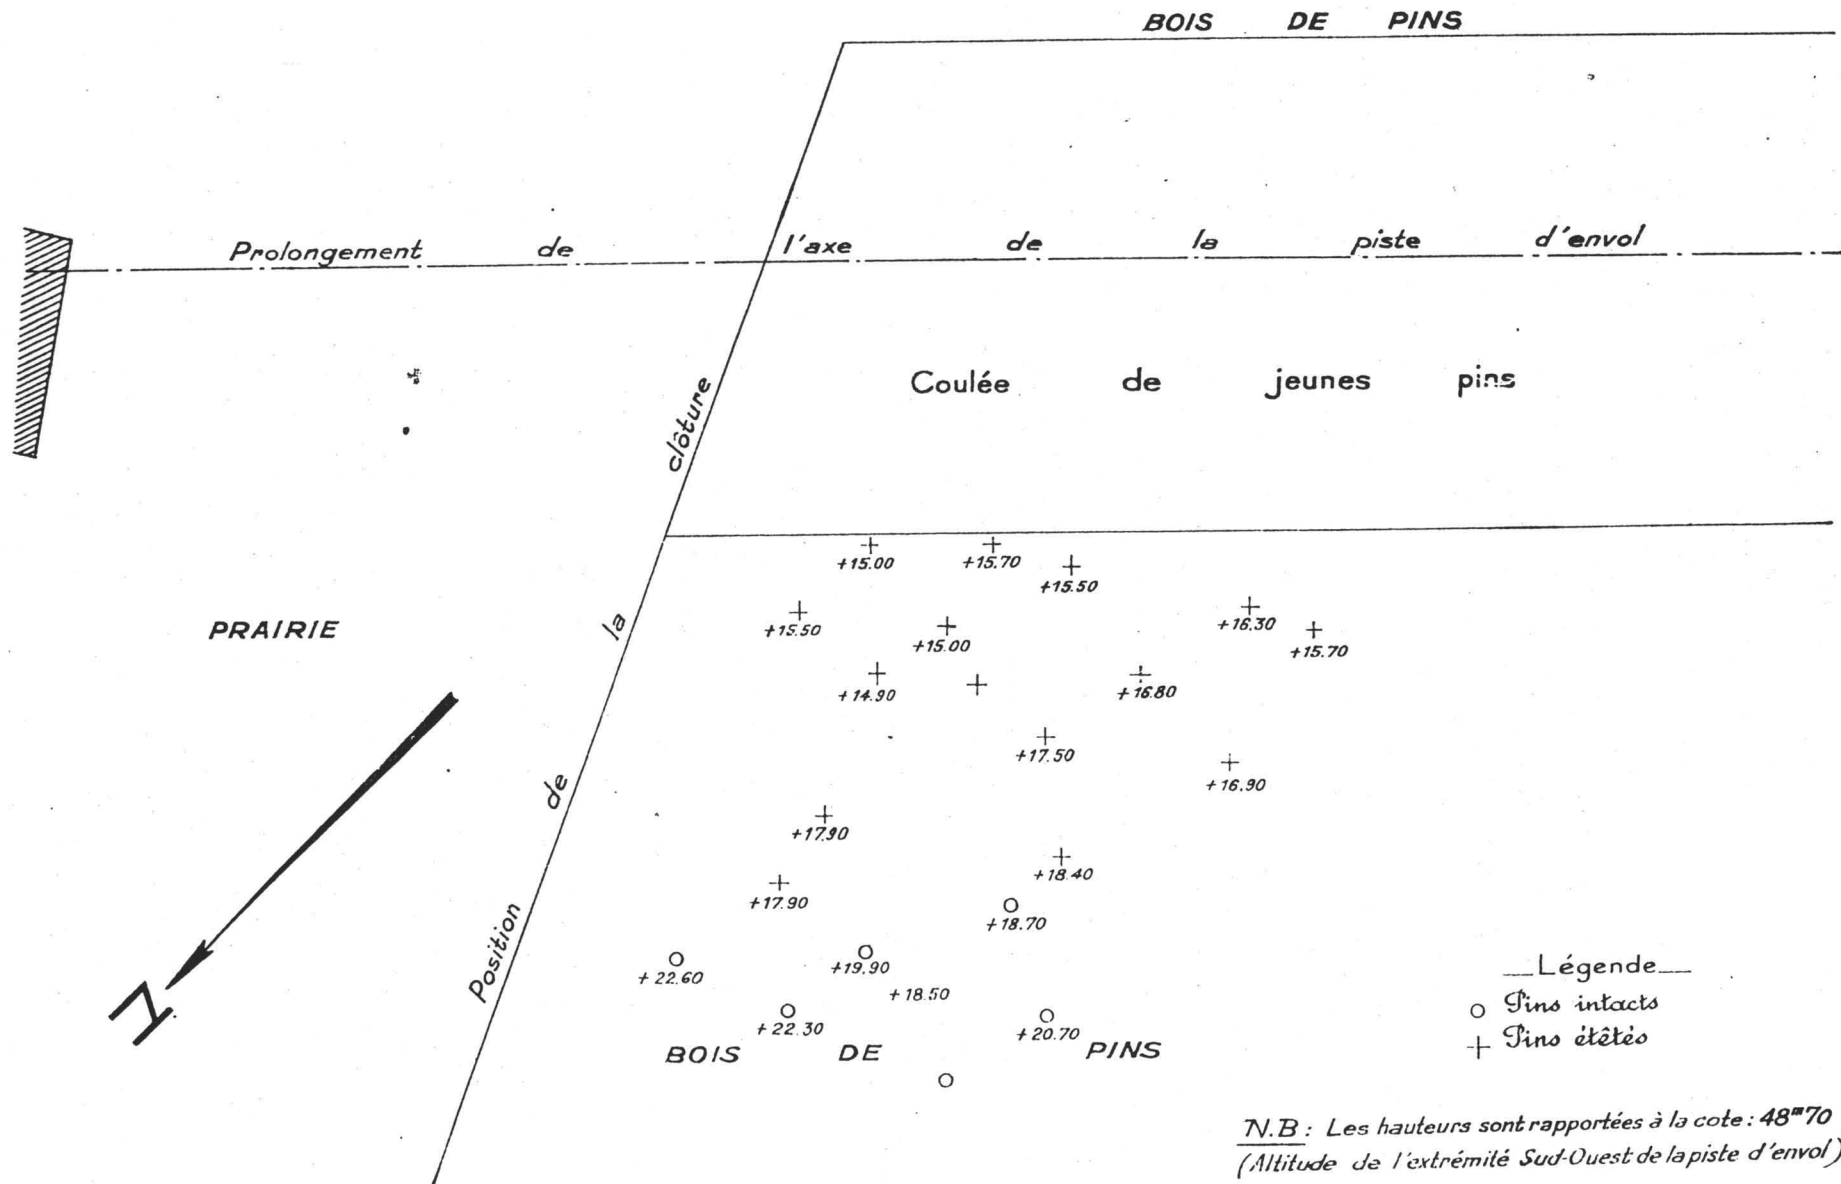 BOIS DE PINS
Prolongement de l'axe de la piste d'envol
Coulée de jeunes pins
Position de la clôture
+15.00
+15.70
+15.50
+15.50
+15.00
+16.30
+15.70
PRAIRIE
+14.90
+16.80
+17.50
+16.90
+17.90
+18.40
+17.90
+18.70
+22.60
+19.90
+18.50
+22.30
+20.70
N
BOIS DE PINS
Légende
Pins intacts
Pins étêtés
N.B : Les hauteurs sont rapportées à la cote : 48m70
(Altitude de l'extrémité Sud-Ouest de la piste d'envol)